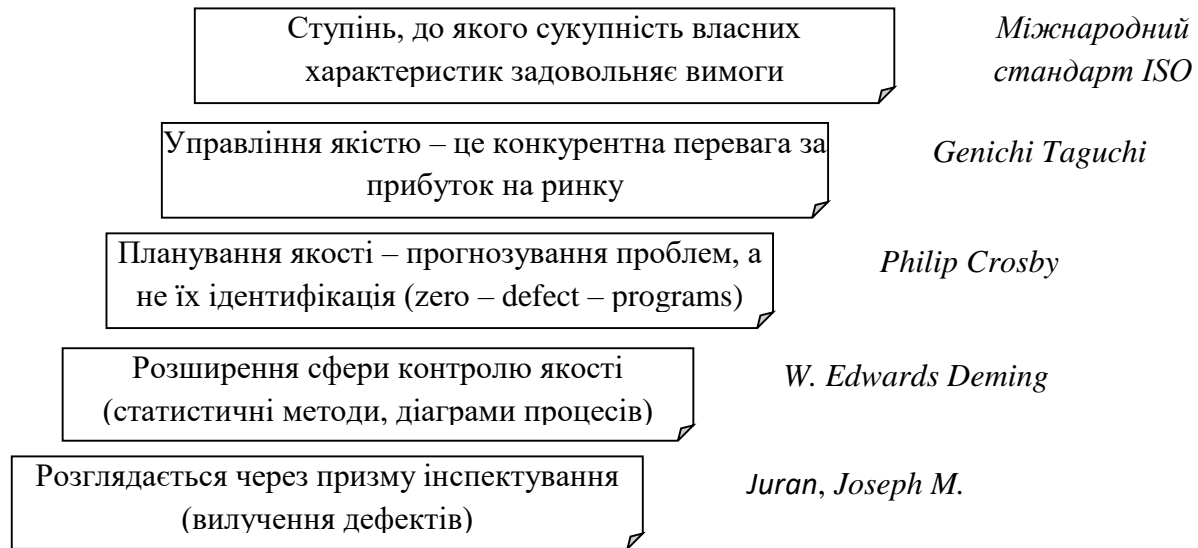 Ступінь, до якого сукупність власних
характеристик задовольняє вимоги
Міжнародний
стандарт ISO
Управління якістю – це конкурентна перевага за
прибуток на ринку
Genichi Taguchi
Планування якості – прогнозування проблем, а
не їх ідентифікація (zero – defect – programs)
Philip Crosby
Розширення сфери контролю якості
(статистичні методи, діаграми процесів)
W. Edwards Deming
Розглядається через призму інспектування
(вилучення дефектів)
Juran, Joseph M.